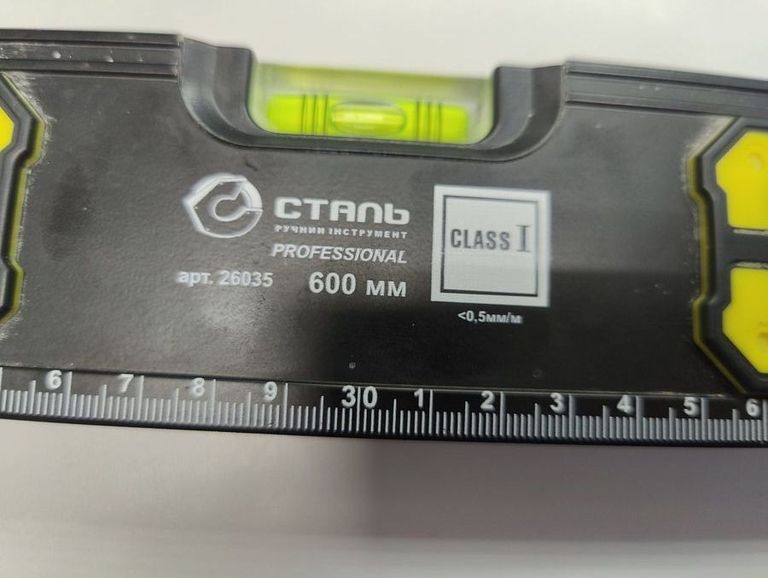 СТАЛЬ
РУЧНИЙ ІНСТРУМЕНТ
PROFESSIONAL
арт. 26035
600 мм
CLASS I
<0,5мм/м
6 7 8 9 30 1 2 3 4 5 6